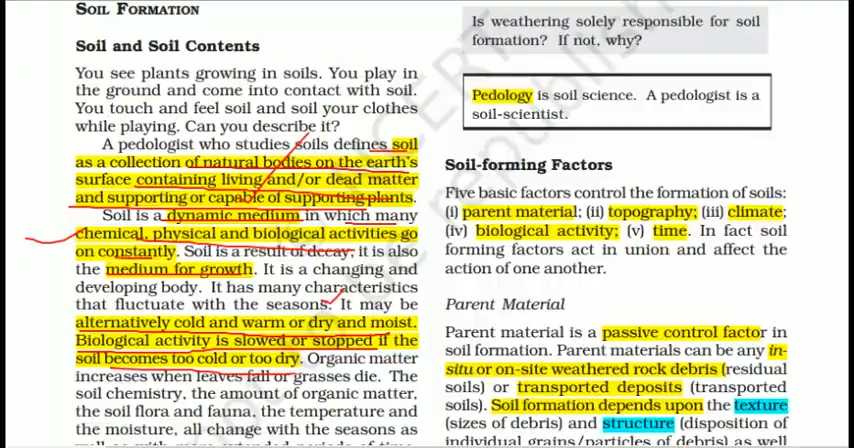 SOIL FORMATION
Soil and Soil Contents
You see plants growing in soils. You play in
the ground and come into contact with soil.
You touch and feel soil and soil your clothes
while playing. Can you describe it?
A pedologist who studies soils defines soil
as a collection of natural bodies on the earth's
surface containing living and/or dead matter
and supporting or capable of supporting plants.
Soil is a dynamic medium in which many
chemical, physical and biological activities go
on constantly. Soil is a result of decay, it is also
the medium for growth. It is a changing and
developing body. It has many characteristics
that fluctuate with the seasons. It may be
alternatively cold and warm or dry and moist.
Biological activity is slowed or stopped if the
soil becomes too cold or too dry. Organic matter
increases when leaves fall or grasses die. The
soil chemistry, the amount of organic matter,
the soil flora and fauna, the temperature and
the moisture, all change with the seasons as
Is weathering solely responsible for soil
formation? If not, why?
Pedology is soil science. A pedologist is a
soil-scientist.
Soil-forming Factors
Five basic factors control the formation of soils:
(i) parent material; (ii) topography; (iii) climate;
(iv) biological activity; (v) time. In fact soil
forming factors act in union and affect the
action of one another.
Parent Material
Parent material is a passive control factor in
soil formation. Parent materials can be any in-
situ or on-site weathered rock debris (residual
soils) or transported deposits (transported
soils). Soil formation depends upon the texture
(sizes of debris) and structure (disposition of
individual grains/particles of debris) as well